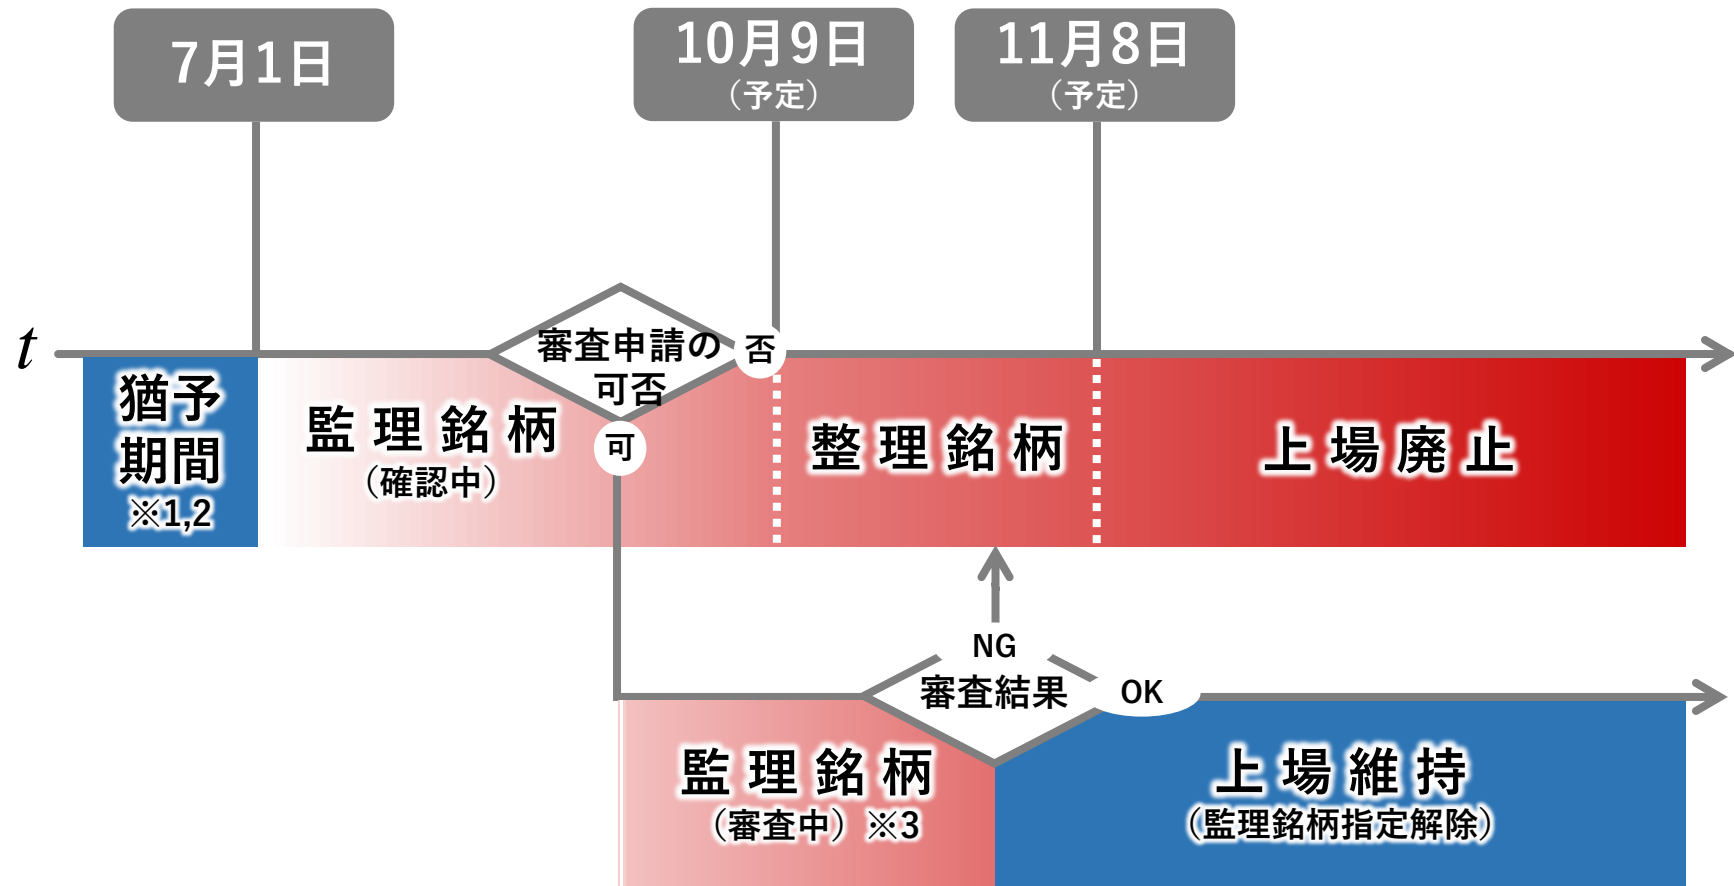 7月1日
10月9日
（予定）
11月8日
（予定）
t
審査申請の
可否
否
可
猶予
期間
※1,2
監理銘柄
（確認中）
整理銘柄
上場廃止
NG
審査結果
OK
監理銘柄
（審査中）※3
上場維持
（監理銘柄指定解除）